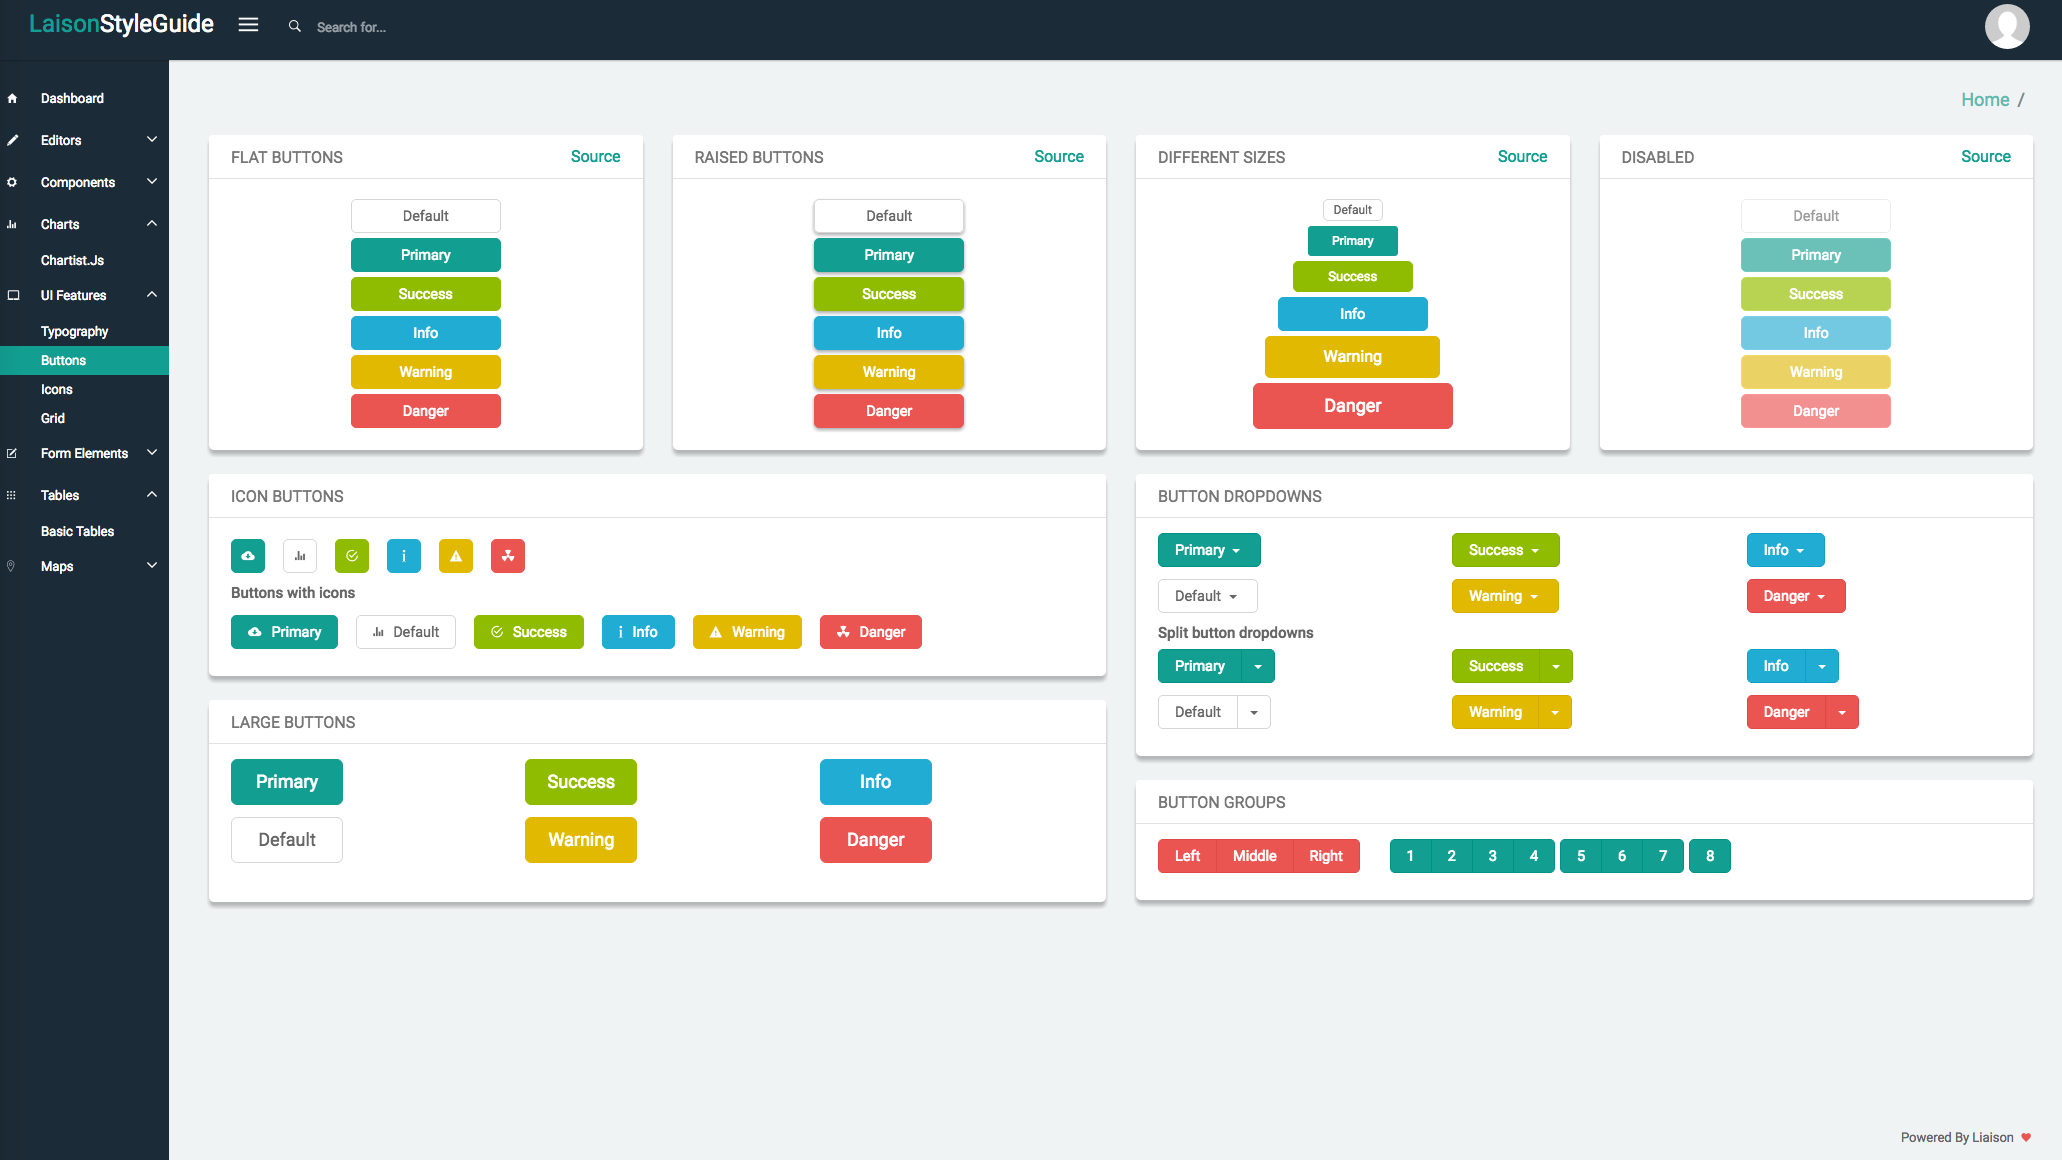 LaisonStyleGuide
Search for...
Dashboard
Editors
Components
Charts
Chartist.Js
UI Features
Typography
Buttons
Icons
Grid
Form Elements
Tables
Basic Tables
Maps
Home /
FLAT BUTTONS Source
Default
Primary
Success
Info
Warning
Danger
RAISED BUTTONS Source
Default
Primary
Success
Info
Warning
Danger
DIFFERENT SIZES Source
Default
Primary
Success
Info
Warning
Danger
DISABLED Source
Default
Primary
Success
Info
Warning
Danger
ICON BUTTONS
Buttons with icons
Primary Default Success Info Warning Danger
LARGE BUTTONS
Primary Success Info
Default Warning Danger
BUTTON DROPDOWNS
Primary Success Info
Default Warning Danger
Split button dropdowns
Primary Success Info
Default Warning Danger
BUTTON GROUPS
Left Middle Right 1 2 3 4 5 6 7 8
Powered By Liaison